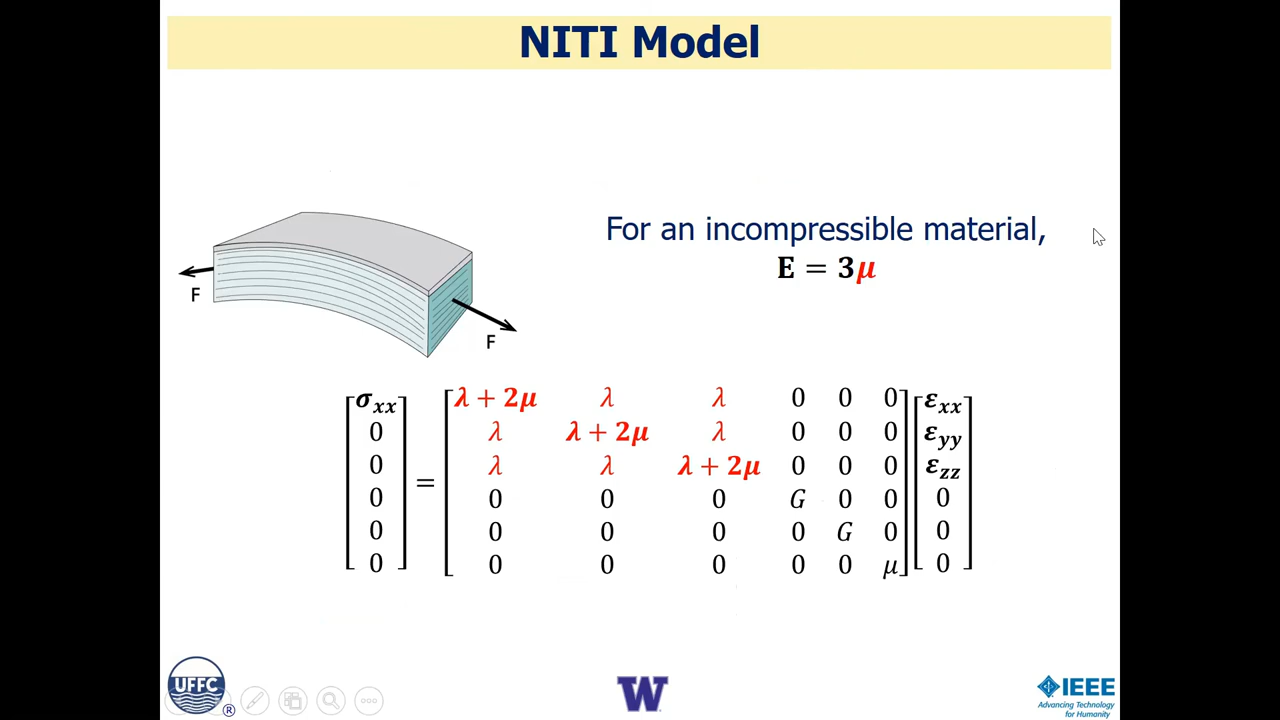 NITI Model
For an incompressible material,
E = 3μ
F
F
σxx λ + 2μ λ λ 0 0 0 εxx
0 λ λ + 2μ λ 0 0 0 εyy
0 λ λ λ + 2μ 0 0 0 εzz
=
0 0 0 0 G 0 0 0
0 0 0 0 0 G 0 0
0 0 0 0 0 0 μ 0
UFFC
®
W
IEEE
Advancing Technology
for Humanity